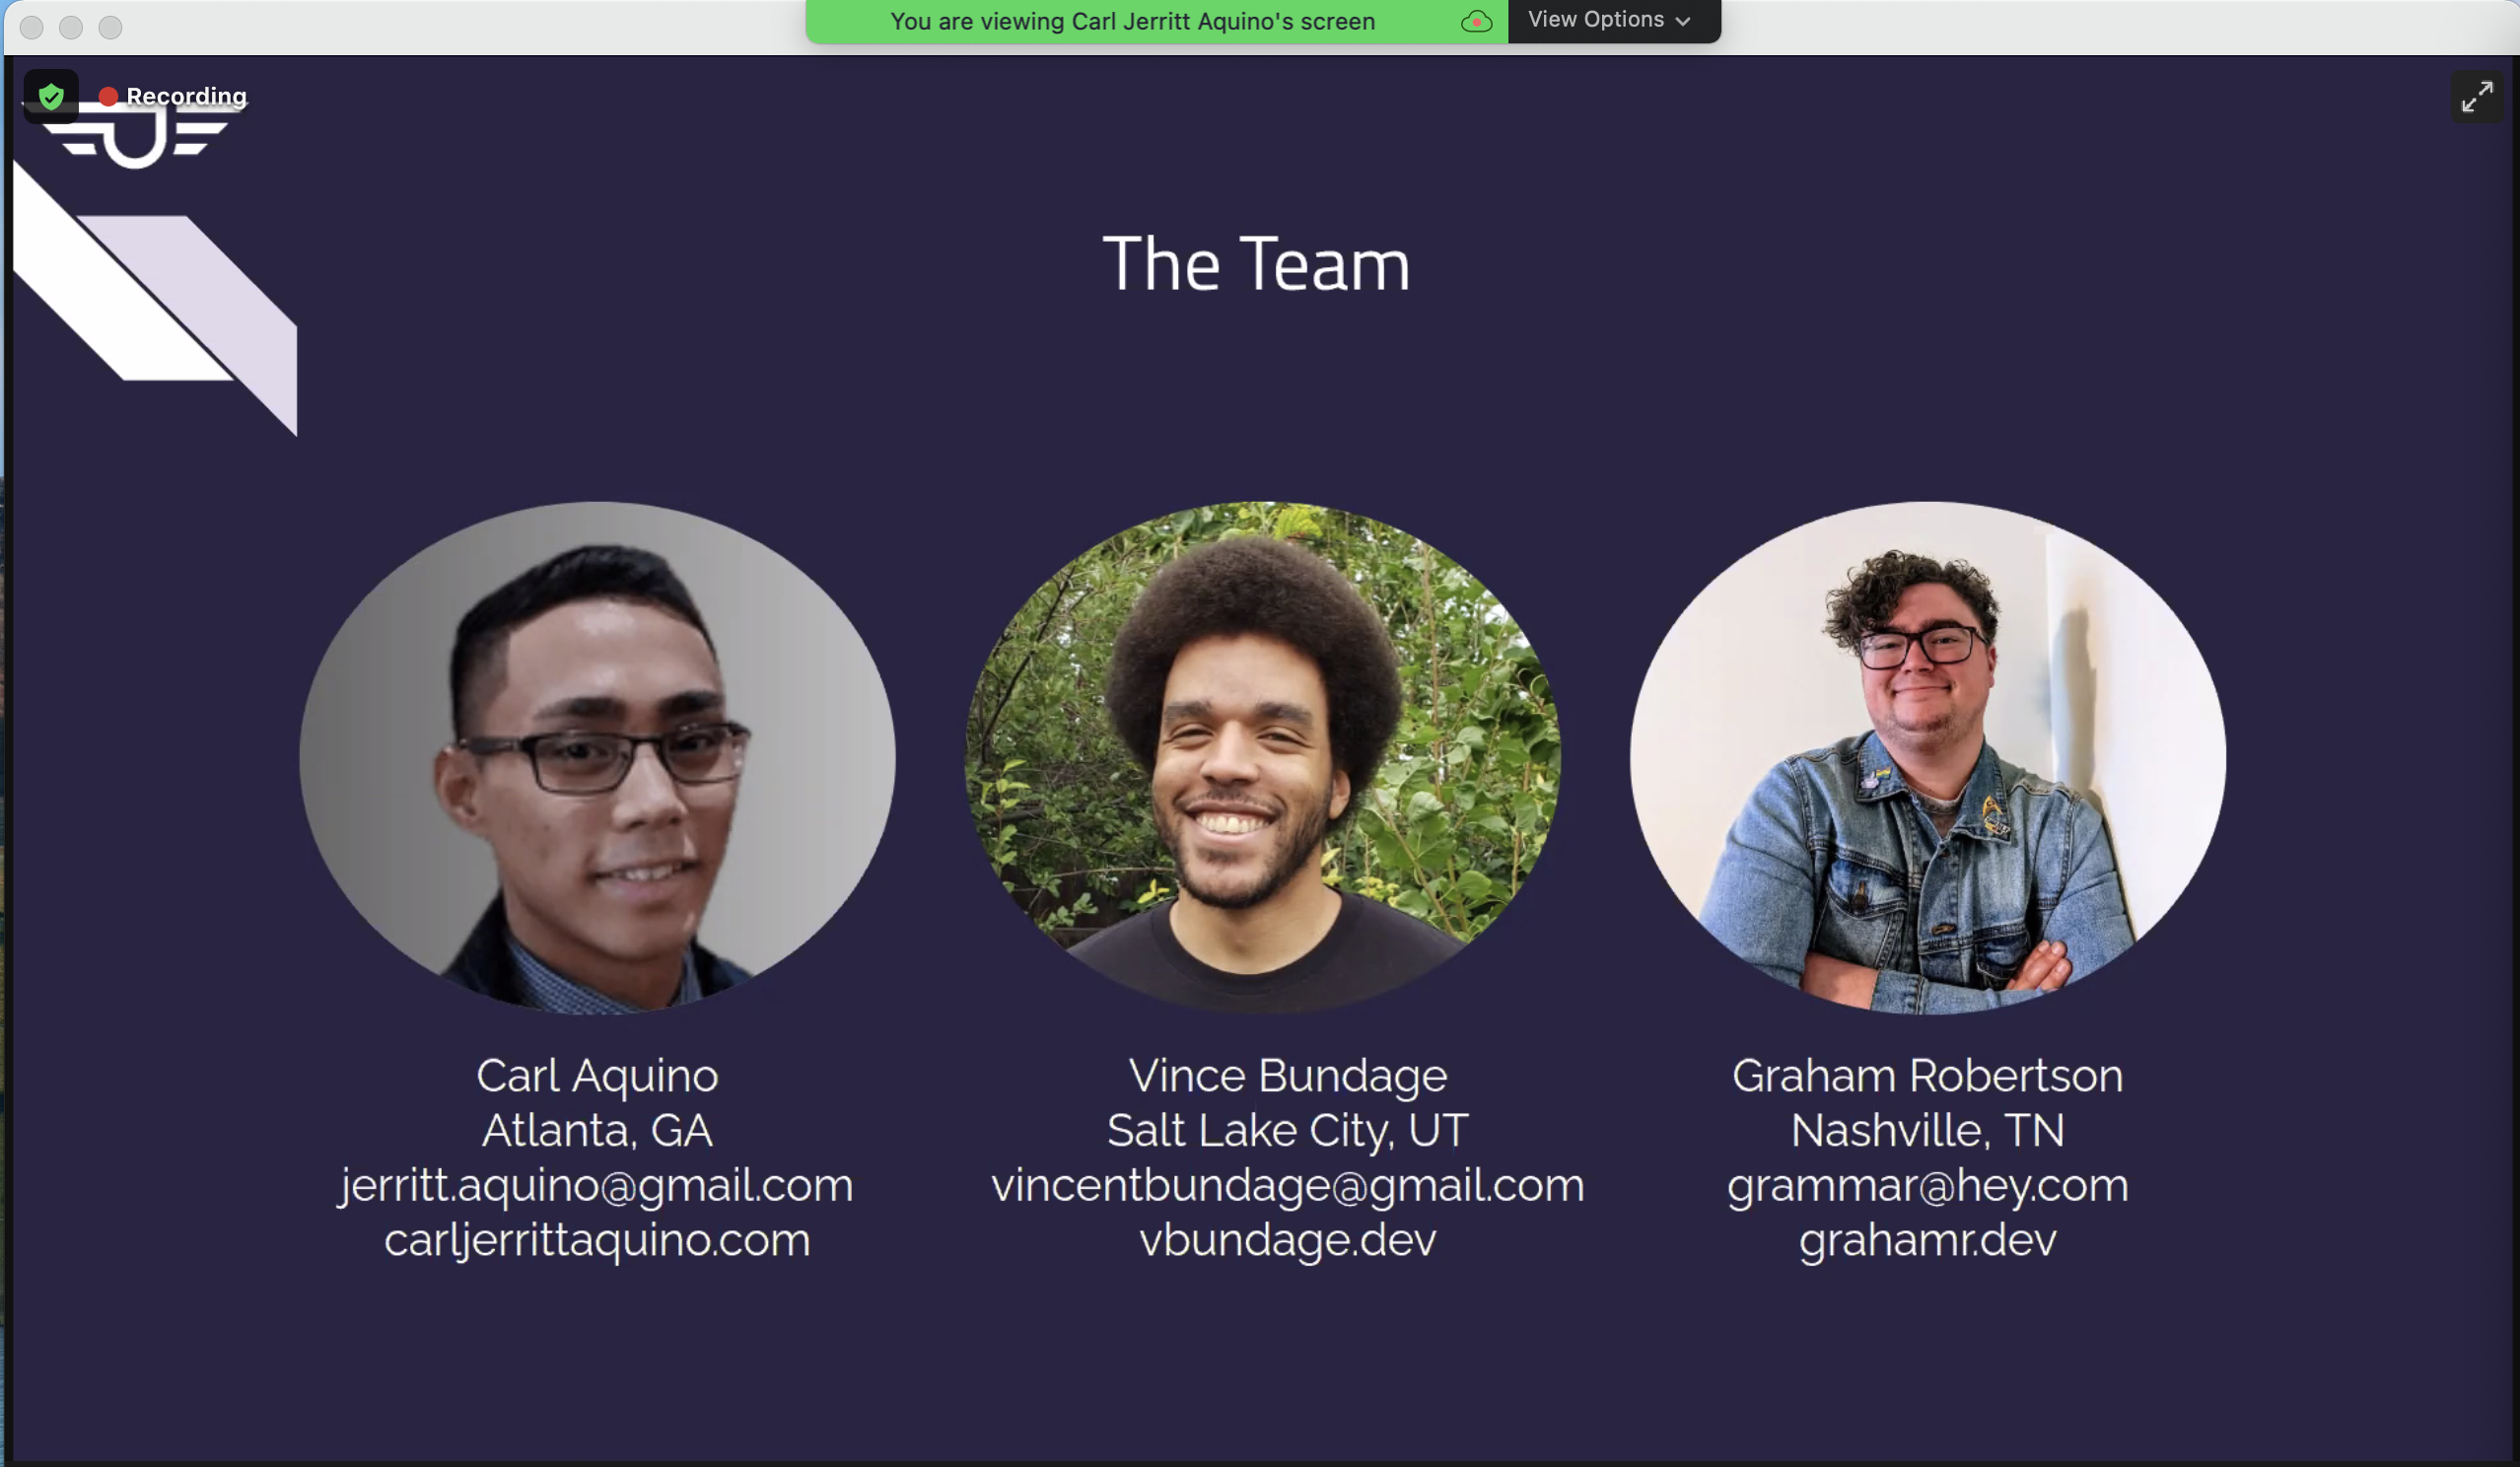 You are viewing Carl Jerritt Aquino's screen
View Options
Recording
The Team
Carl Aquino
Atlanta, GA
jerritt.aquino@gmail.com
carljerrittaquino.com
Vince Bundage
Salt Lake City, UT
vincentbundage@gmail.com
vbundage.dev
Graham Robertson
Nashville, TN
grammar@hey.com
grahamr.dev